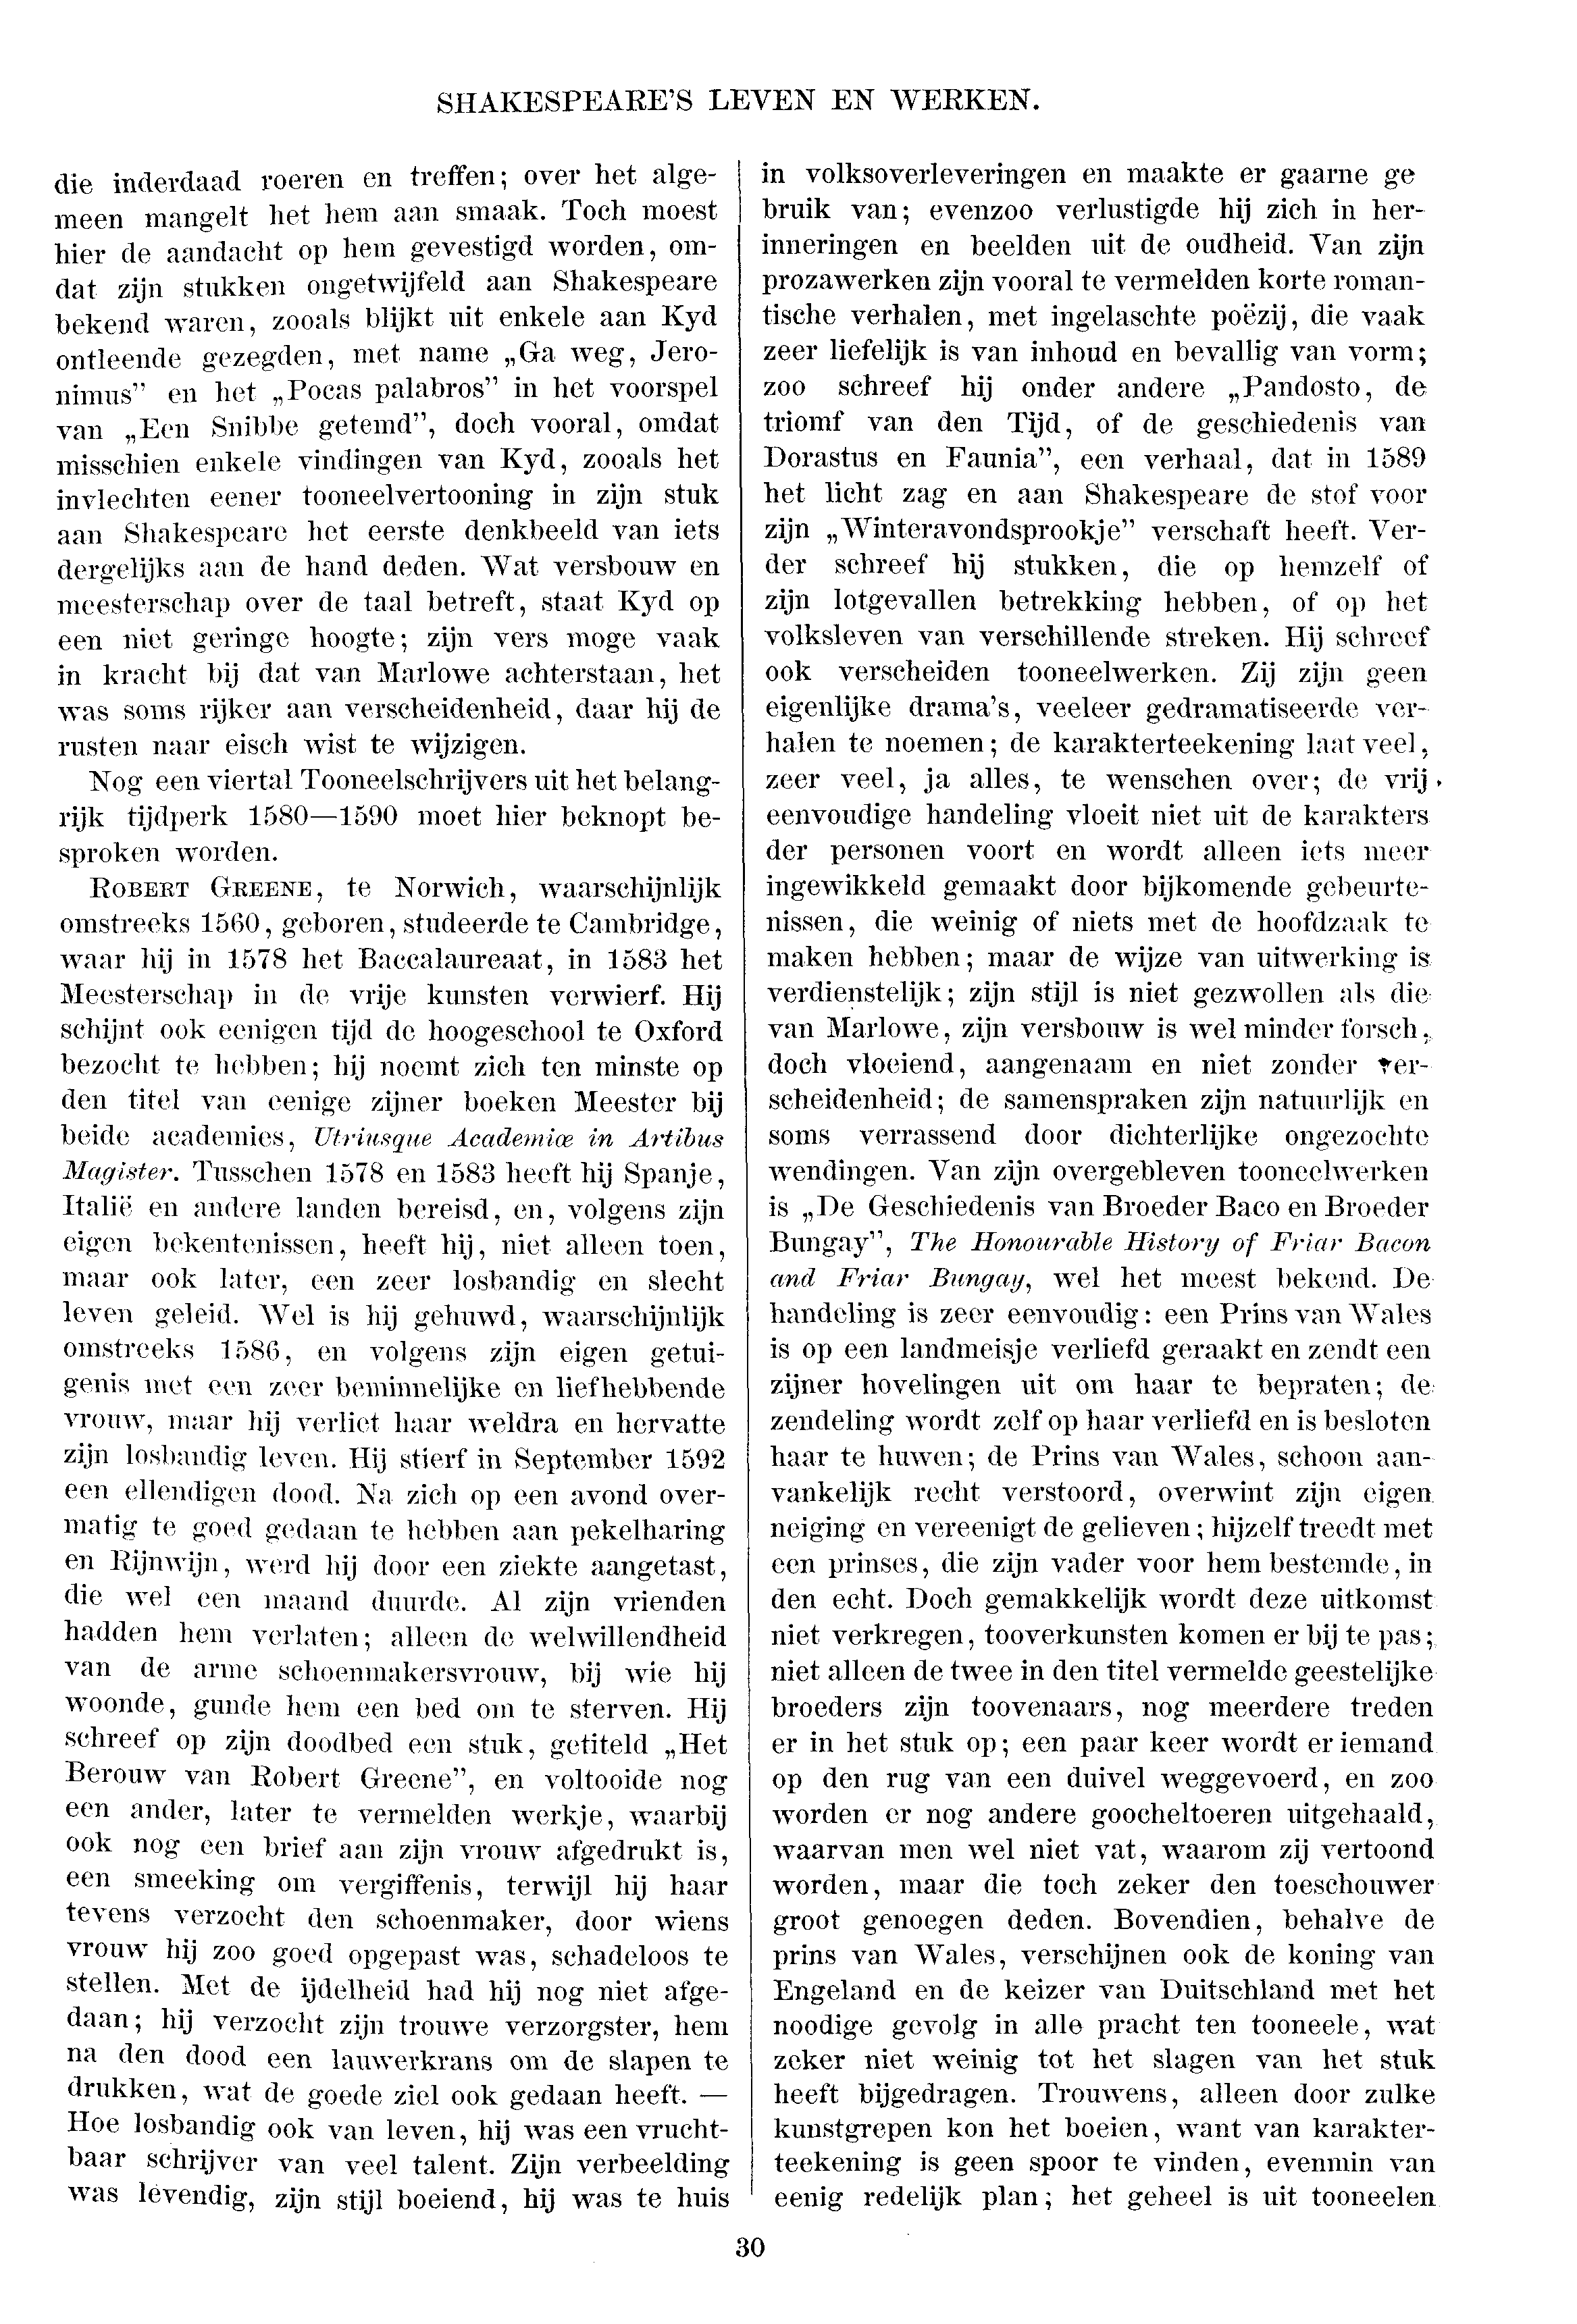 SHAKESPEARE'S LEVEN EN WERKEN.
die inderdaad roeren en treffen; over het alge-
meen mangelt het hem aan smaak. Toch moest
hier de aandacht op hem gevestigd worden, om-
dat zijn stukken ongetwijfeld aan Shakespeare
bekend waren, zooals blijkt uit enkele aan Kyd
ontleende gezegden, met name „Ga weg, Jero-
nimus” en het „Pocas palabros” in het voorspel
van „Een Snibbe getemd”, doch vooral, omdat
misschien enkele vindingen van Kyd, zooals het
invlechten eener tooneelvertooning in zijn stuk
aan Shakespeare het eerste denkbeeld van iets
dergelijks aan de hand deden. Wat versbouw en
meesterschap over de taal betreft, staat Kyd op
een niet geringe hoogte; zijn vers moge vaak
in kracht bij dat van Marlowe achterstaan, het
was soms rijker aan verscheidenheid, daar hij de
rusten naar eisch wist te wijzigen.
Nog een viertal Tooneelschrijvers uit het belang-
rijk tijdperk 1580—1590 moet hier beknopt be-
sproken worden.
ROBERT GREENE, te Norwich, waarschijnlijk
omstreeks 1560, geboren, studeerde te Cambridge,
waar hij in 1578 het Baccalaureaat, in 1583 het
Meesterschap in de vrije kunsten verwierf. Hij
schijnt ook eenigen tijd de hoogeschool te Oxford
bezocht te hebben; hij noemt zich ten minste op
den titel van eenige zijner boeken Meester bij
beide academies, Utriusque Academiæ in Artibus
Magister. Tusschen 1578 en 1583 heeft hij Spanje,
Italië en andere landen bereisd, en, volgens zijn
eigen bekentenissen, heeft hij, niet alleen toen,
maar ook later, een zeer losbandig en slecht
leven geleid. Wel is hij gehuwd, waarschijnlijk
omstreeks 1586, en volgens zijn eigen getui-
genis met een zeer beminnelijke en liefhebbende
vrouw, maar hij verliet haar weldra en hervatte
zijn losbandig leven. Hij stierf in September 1592
een ellendigen dood. Na zich op een avond over-
matig te goed gedaan te hebben aan pekelharing
en Rijnwijn, werd hij door een ziekte aangetast,
die wel een maand duurde. Al zijn vrienden
hadden hem verlaten; alleen de welwillendheid
van de arme schoenmakersvrouw, bij wie hij
woonde, gunde hem een bed om te sterven. Hij
schreef op zijn doodbed een stuk, getiteld „Het
Berouw van Robert Greene”, en voltooide nog
een ander, later te vermelden werkje, waarbij
ook nog een brief aan zijn vrouw afgedrukt is,
een smeeking om vergiffenis, terwijl hij haar
tevens verzocht den schoenmaker, door wiens
vrouw hij zoo goed opgepast was, schadeloos te
stellen. Met de ijdelheid had hij nog niet afge-
daan; hij verzocht zijn trouwe verzorgster, hem
na den dood een lauwerkrans om de slapen te
drukken, wat de goede ziel ook gedaan heeft. —
Hoe losbandig ook van leven, hij was een vrucht-
baar schrijver van veel talent. Zijn verbeelding
was levendig, zijn stijl boeiend, hij was te huis
in volksoverleveringen en maakte er gaarne ge
bruik van; evenzoo verlustigde hij zich in her-
inneringen en beelden uit de oudheid. Van zijn
prozawerken zijn vooral te vermelden korte roman-
tische verhalen, met ingelaschte poëzij, die vaak
zeer liefelijk is van inhoud en bevallig van vorm;
zoo schreef hij onder andere „Pandosto, de
triomf van den Tijd, of de geschiedenis van
Dorastus en Faunia”, een verhaal, dat in 1589
het licht zag en aan Shakespeare de stof voor
zijn „Winteravondsprookje” verschaft heeft. Ver-
der schreef hij stukken, die op hemzelf of
zijn lotgevallen betrekking hebben, of op het
volksleven van verschillende streken. Hij schreef
ook verscheiden tooneelwerken. Zij zijn geen
eigenlijke drama's, veeleer gedramatiseerde ver-
halen te noemen; de karakterteekening laat veel,
zeer veel, ja alles, te wenschen over; de vrij
eenvoudige handeling vloeit niet uit de karakters
der personen voort en wordt alleen iets meer
ingewikkeld gemaakt door bijkomende gebeurte-
nissen, die weinig of niets met de hoofdzaak te
maken hebben; maar de wijze van uitwerking is
verdienstelijk; zijn stijl is niet gezwollen als die
van Marlowe, zijn versbouw is wel minder forsch,
doch vloeiend, aangenaam en niet zonder ver-
scheidenheid; de samenspraken zijn natuurlijk en
soms verrassend door dichterlijke ongezochte
wendingen. Van zijn overgebleven tooneelwerken
is „De Geschiedenis van Broeder Baco en Broeder
Bungay”, The Honourable History of Friar Bacon
and Friar Bungay, wel het meest bekend. De
handeling is zeer eenvoudig: een Prins van Wales
is op een landmeisje verliefd geraakt en zendt een
zijner hovelingen uit om haar te bepraten; de
zendeling wordt zelf op haar verliefd en is besloten
haar te huwen; de Prins van Wales, schoon aan-
vankelijk recht verstoord, overwint zijn eigen
neiging en vereenigt de gelieven; hijzelf treedt met
een prinses, die zijn vader voor hem bestemde, in
den echt. Doch gemakkelijk wordt deze uitkomst
niet verkregen, tooverkunsten komen er bij te pas;
niet alleen de twee in den titel vermelde geestelijke
broeders zijn toovenaars, nog meerdere treden
er in het stuk op; een paar keer wordt er iemand
op den rug van een duivel weggevoerd, en zoo
worden er nog andere goocheltoeren uitgehaald,
waarvan men wel niet vat, waarom zij vertoond
worden, maar die toch zeker den toeschouwer
groot genoegen deden. Bovendien, behalve de
prins van Wales, verschijnen ook de koning van
Engeland en de keizer van Duitschland met het
noodige gevolg in alle pracht ten tooneele, wat
zeker niet weinig tot het slagen van het stuk
heeft bijgedragen. Trouwens, alleen door zulke
kunstgrepen kon het boeien, want van karakter-
teekening is geen spoor te vinden, evenmin van
eenig redelijk plan; het geheel is uit tooneelen
30